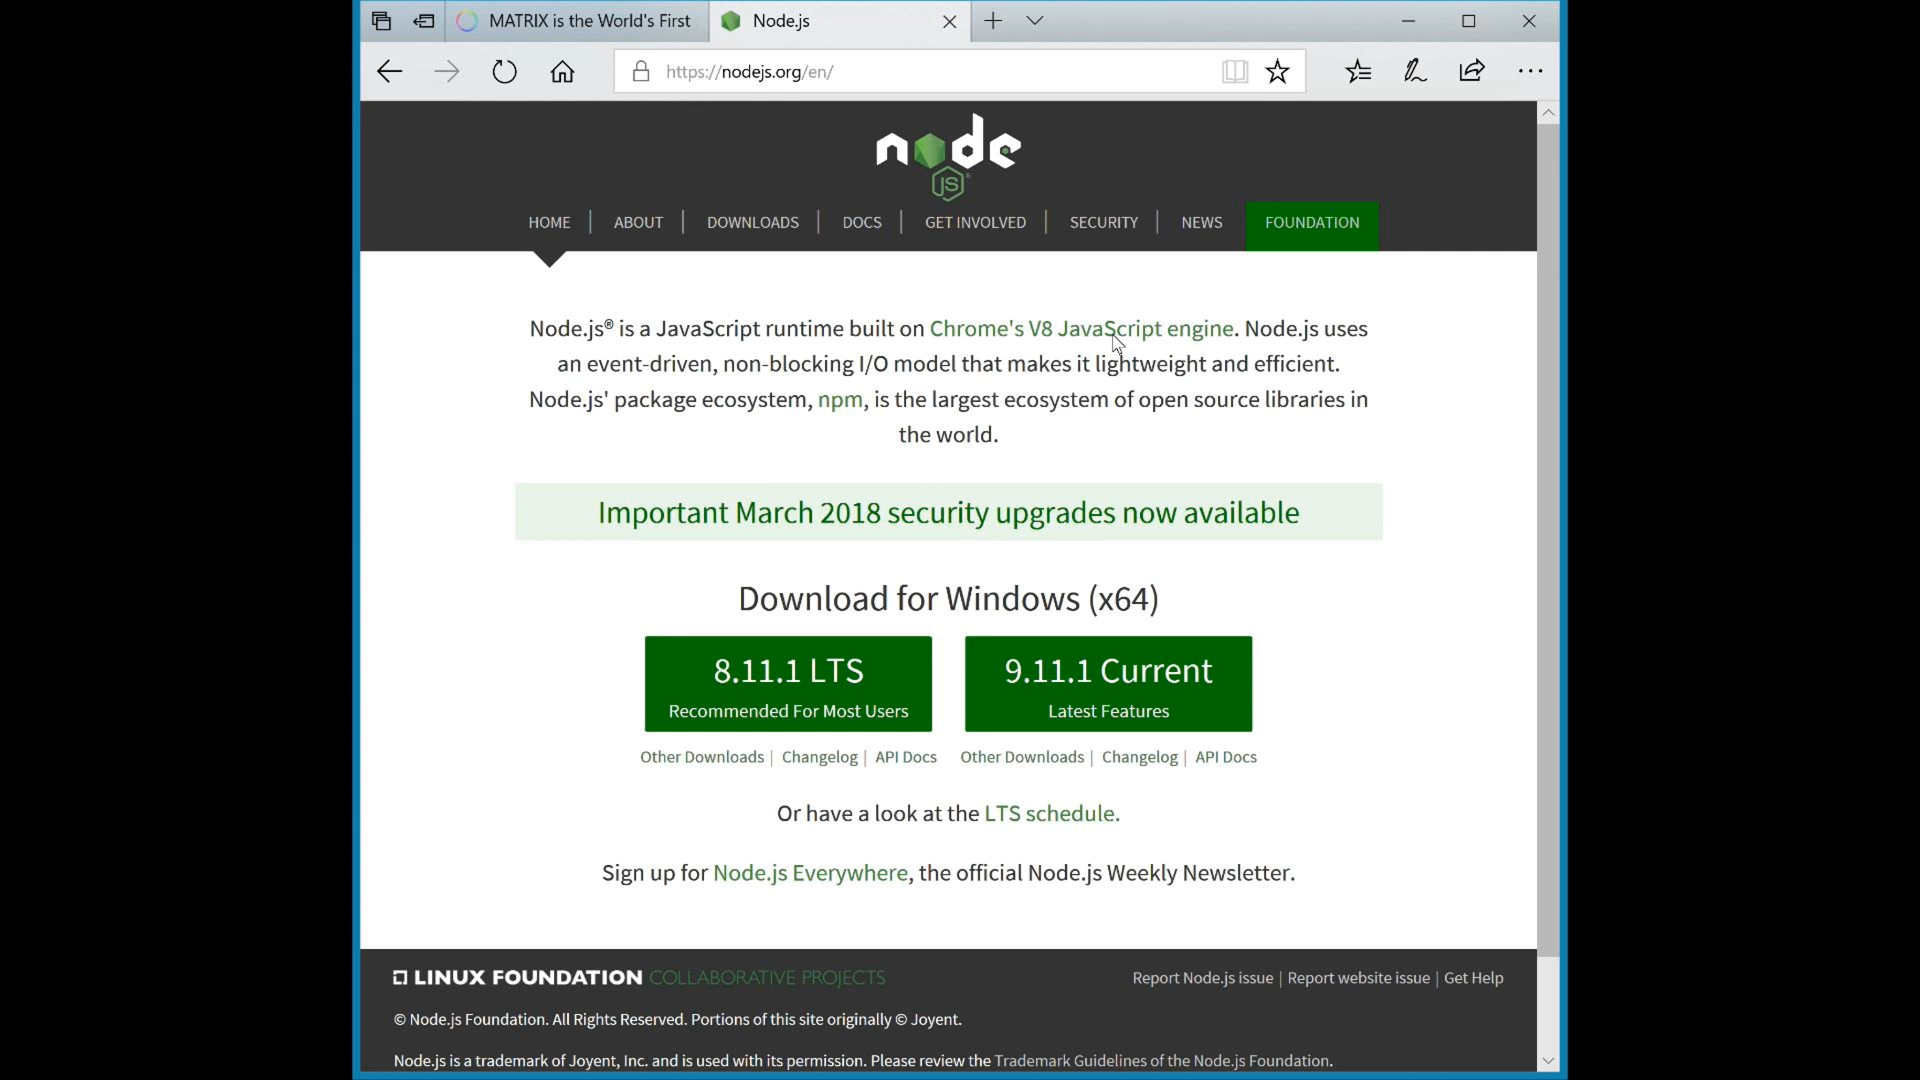 MATRIX is the World's First
Node.js
https://nodejs.org/en/
node
JS
HOME
ABOUT
DOWNLOADS
DOCS
GET INVOLVED
SECURITY
NEWS
FOUNDATION
Node.js® is a JavaScript runtime built on Chrome's V8 JavaScript engine. Node.js uses
an event-driven, non-blocking I/O model that makes it lightweight and efficient.
Node.js' package ecosystem, npm, is the largest ecosystem of open source libraries in
the world.
Important March 2018 security upgrades now available
Download for Windows (x64)
8.11.1 LTS
Recommended For Most Users
9.11.1 Current
Latest Features
Other Downloads | Changelog | API Docs
Other Downloads | Changelog | API Docs
Or have a look at the LTS schedule.
Sign up for Node.js Everywhere, the official Node.js Weekly Newsletter.
LINUX FOUNDATION COLLABORATIVE PROJECTS
Report Node.js issue | Report website issue | Get Help
© Node.js Foundation. All Rights Reserved. Portions of this site originally © Joyent.
Node.js is a trademark of Joyent, Inc. and is used with its permission. Please review the Trademark Guidelines of the Node.js Foundation.